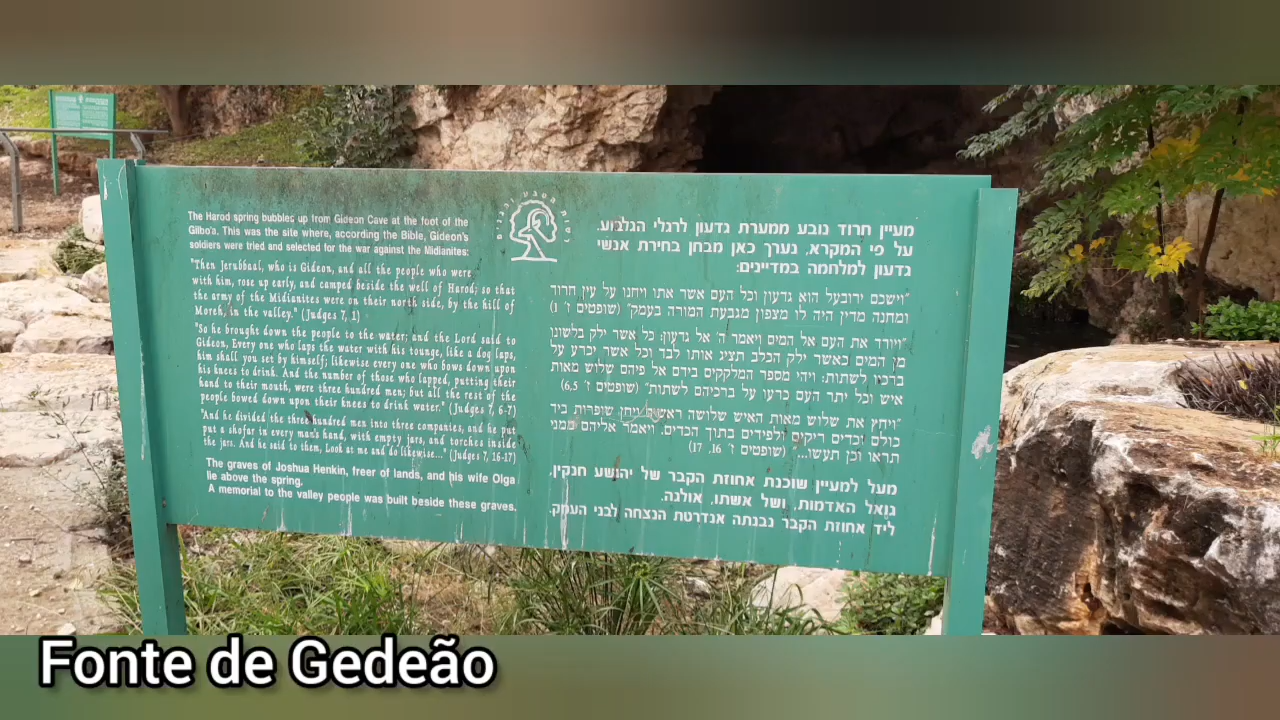 The Harod spring bubbles up from Gideon Cave at the foot of the
Gilbo'a. This was the site where, according the Bible, Gideon's
soldiers were tried and selected for the war against the Midianites:
"Then Jerubbaal, who is Gideon, and all the people who were
with him, rose up early, and camped beside the well of Harod; so that
the army of the Midianites were on their north side, by the hill of
Moreh, in the valley." (Judges 7, 1)
"So he brought down the people to the water; and the Lord said to
Gideon, Every one who laps the water with his tounge, like a dog laps,
him shall you set by himself; likewise every one who bows down upon
his knees to drink. And the number of those who lapped, putting their
hand to their mouth, were three hundred men; but all the rest of the
people bowed down upon their knees to drink water." (Judges 7, 6-7)
"And he divided the three hundred men into three companies, and he put
put a shofar in every man's hand, with empty jars, and torches inside
the jars. And he said to them, Look at me and do likewise..." (Judges 7, 16-17)
The graves of Joshua Henkin, freer of lands, and his wife Olga
lie above the spring.
A memorial to the valley people was built beside these graves.
רשות הטבע והגנים
מעיין חרוד נובע ממערת גדעון לרגלי הגלבוע.
על פי המקרא, נערך כאן מבחן בחירת אנשי
גדעון למלחמה במדיינים:
"וישכם ירובעל הוא גדעון וכל העם אשר אתו ויחנו על עין חרוד
ומחנה מדין היה לו מצפון מגבעת המורה בעמק" (שופטים ז' 1)
"ויורד את העם אל המים ויאמר ה' אל גדעון: כל אשר ילק בלשונו
מן המים כאשר ילק הכלב תציג אותו לבד וכל אשר יכרע על
ברכיו לשתות: ויהי מספר המלקקים בידם אל פיהם שלוש מאות
איש וכל יתר העם כרעו על ברכיהם לשתות" (שופטים ז' 6,5)
"ויחץ את שלוש מאות האיש שלושה ראשים ויתן שופרות ביד
כולם וכדים ריקים ולפידים בתוך הכדים. ויאמר אליהם ממני
תראו וכן תעשו..." (שופטים ז' 16, 17)
מעל למעיין שוכנת אחוזת הקבר של יהושע חנקין,
גואל האדמות, ושל אשתו, אולגה.
ליד אחוזת הקבר נבנתה אנדרטת הנצחה לבני העמק.
Fonte de Gedeão